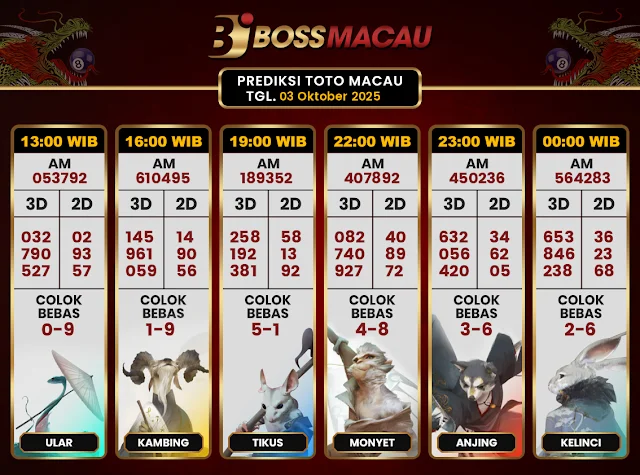 BJ BOSSMACAU
PREDIKSI TOTO MACAU
TGL. 03 Oktober 2025
13:00 WIB
AM
053792
3D 2D
032 02
790 93
527 57
COLOK
BEBAS
0-9
ULAR
16:00 WIB
AM
610495
3D 2D
145 14
961 90
059 56
COLOK
BEBAS
1-9
KAMBING
19:00 WIB
AM
189352
3D 2D
258 58
192 13
381 92
COLOK
BEBAS
5-1
TIKUS
22:00 WIB
AM
407892
3D 2D
082 40
740 89
927 72
COLOK
BEBAS
4-8
MONYET
23:00 WIB
AM
450236
3D 2D
632 34
056 62
420 05
COLOK
BEBAS
3-6
ANJING
00:00 WIB
AM
564283
3D 2D
653 36
846 23
238 68
COLOK
BEBAS
2-6
KELINCI
8
8